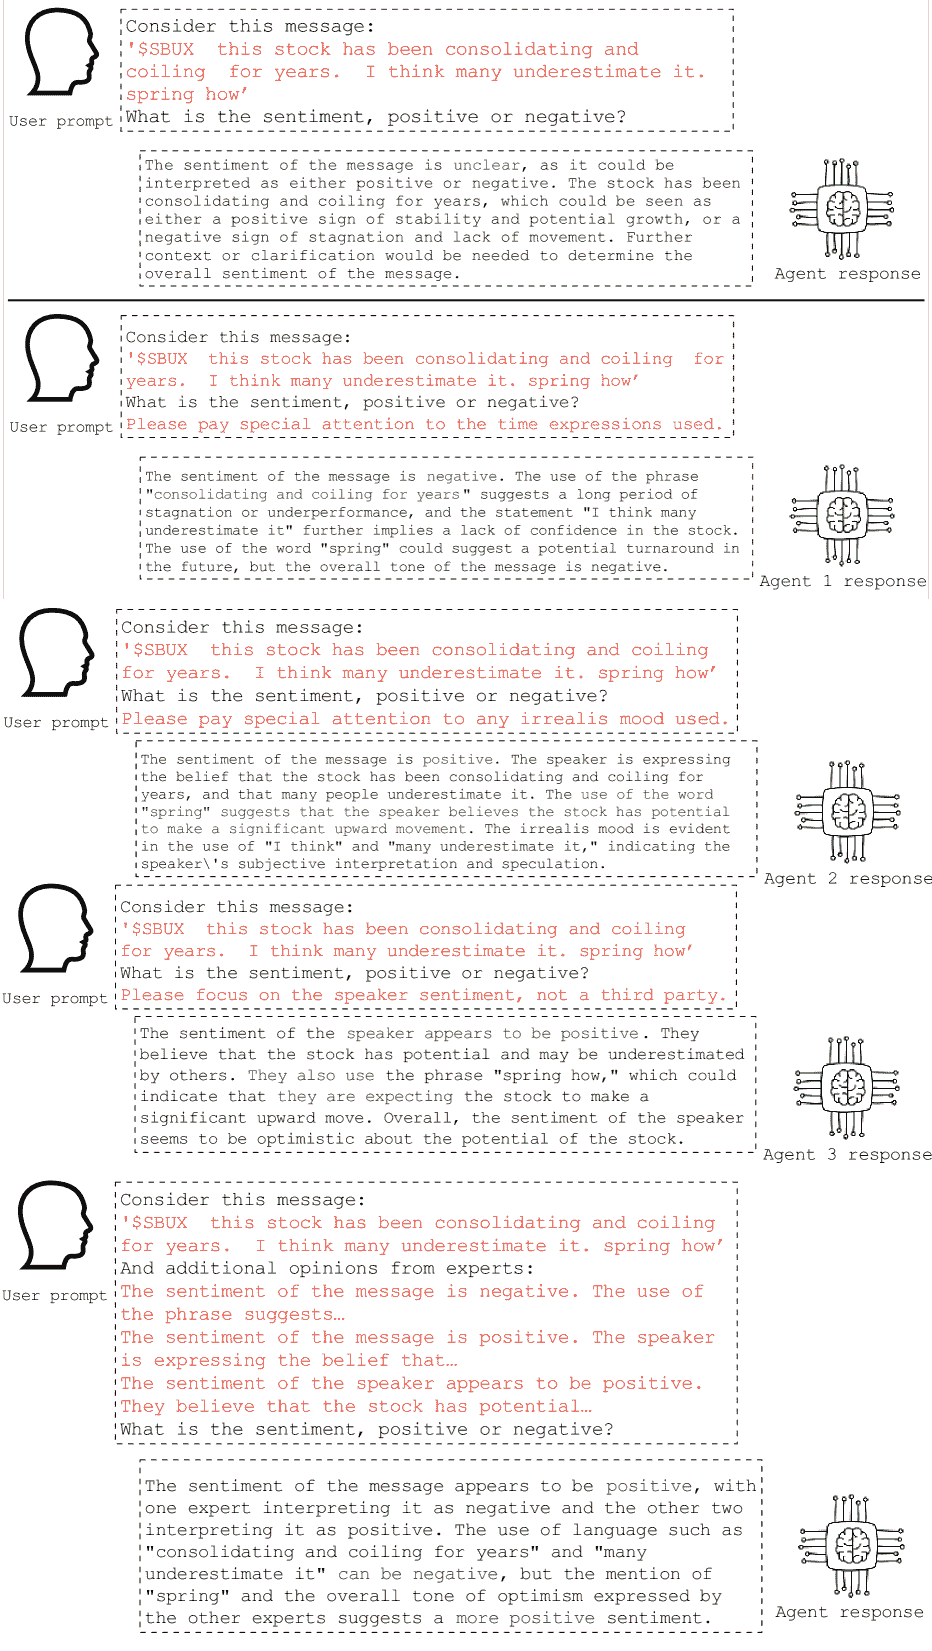 Consider this message:
'$SBUX  this stock has been consolidating and
coiling  for years.  I think many underestimate it.
spring how’
What is the sentiment, positive or negative?
User prompt
The sentiment of the message is unclear, as it could be
interpreted as either positive or negative. The stock has been
consolidating and coiling for years, which could be seen as
either a positive sign of stability and potential growth, or a
negative sign of stagnation and lack of movement. Further
context or clarification would be needed to determine the
overall sentiment of the message.
Agent response
Consider this message:
'$SBUX  this stock has been consolidating and coiling  for
years.  I think many underestimate it. spring how’
What is the sentiment, positive or negative?
Please pay special attention to the time expressions used.
User prompt
The sentiment of the message is negative. The use of the phrase
"consolidating and coiling for years" suggests a long period of
stagnation or underperformance, and the statement "I think many
underestimate it" further implies a lack of confidence in the stock.
The use of the word "spring" could suggest a potential turnaround in
the future, but the overall tone of the message is negative.
Agent 1 response
Consider this message:
'$SBUX  this stock has been consolidating and coiling
for years.  I think many underestimate it. spring how’
What is the sentiment, positive or negative?
Please pay special attention to any irrealis mood used.
User prompt
The sentiment of the message is positive. The speaker is expressing
the belief that the stock has been consolidating and coiling for
years, and that many people underestimate it. The use of the word
"spring" suggests that the speaker believes the stock has potential
to make a significant upward movement. The irrealis mood is evident
in the use of "I think" and "many underestimate it," indicating the
speaker\'s subjective interpretation and speculation.
Agent 2 response
Consider this message:
'$SBUX  this stock has been consolidating and coiling
for years.  I think many underestimate it. spring how’
What is the sentiment, positive or negative?
Please focus on the speaker sentiment, not a third party.
User prompt
The sentiment of the speaker appears to be positive. They
believe that the stock has potential and may be underestimated
by others. They also use the phrase "spring how," which could
indicate that they are expecting the stock to make a
significant upward move. Overall, the sentiment of the speaker
seems to be optimistic about the potential of the stock.
Agent 3 response
Consider this message:
'$SBUX  this stock has been consolidating and coiling
for years.  I think many underestimate it. spring how’
And additional opinions from experts:
The sentiment of the message is negative. The use of
the phrase suggests…
The sentiment of the message is positive. The speaker
is expressing the belief that…
The sentiment of the speaker appears to be positive.
They believe that the stock has potential…
What is the sentiment, positive or negative?
User prompt
The sentiment of the message appears to be positive, with
one expert interpreting it as negative and the other two
interpreting it as positive. The use of language such as
"consolidating and coiling for years" and "many
underestimate it" can be negative, but the mention of
"spring" and the overall tone of optimism expressed by
the other experts suggests a more positive sentiment.
Agent response